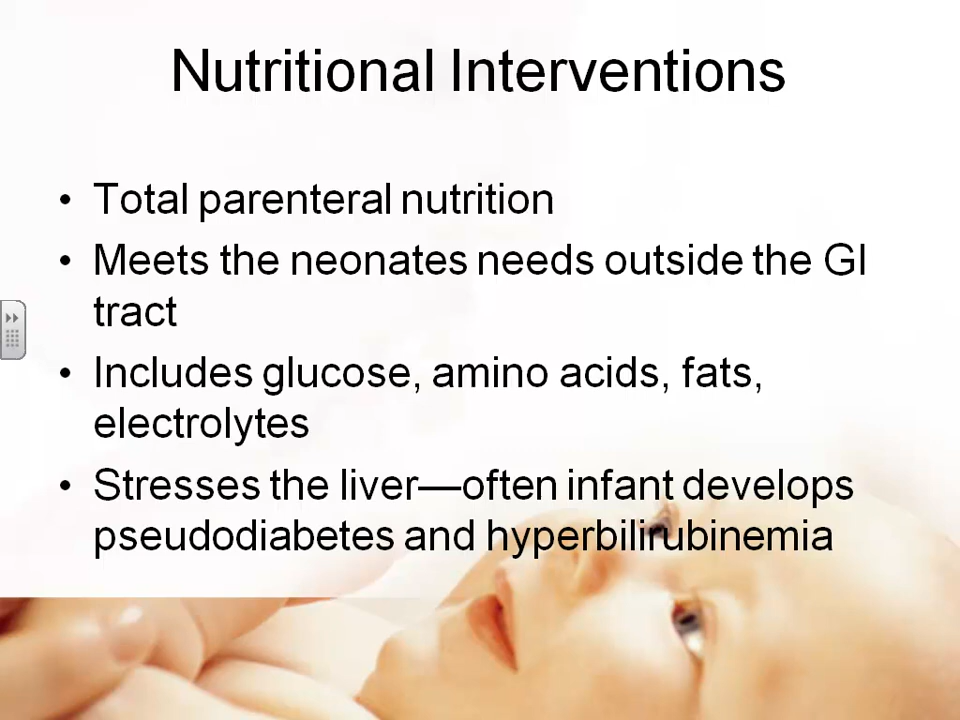 Nutritional Interventions
• Total parenteral nutrition
• Meets the neonates needs outside the GI
tract
• Includes glucose, amino acids, fats,
electrolytes
• Stresses the liver—often infant develops
pseudodiabetes and hyperbilirubinemia